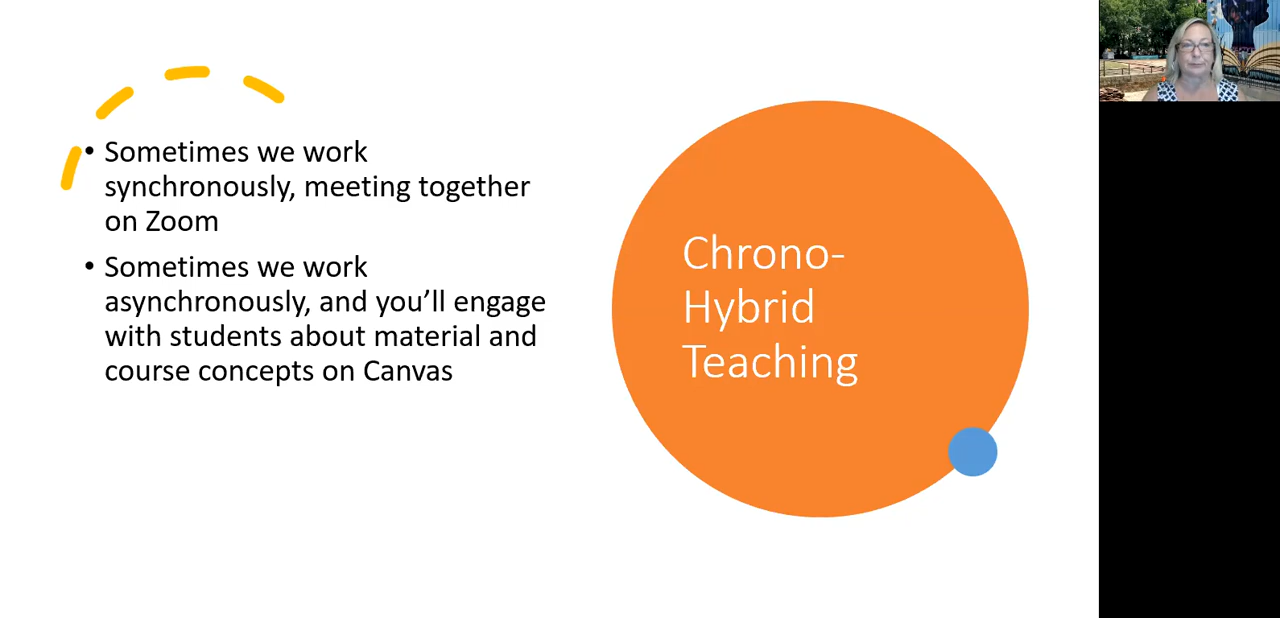 • Sometimes we work
synchronously, meeting together
on Zoom
• Sometimes we work
asynchronously, and you’ll engage
with students about material and
course concepts on Canvas
Chrono-
Hybrid
Teaching